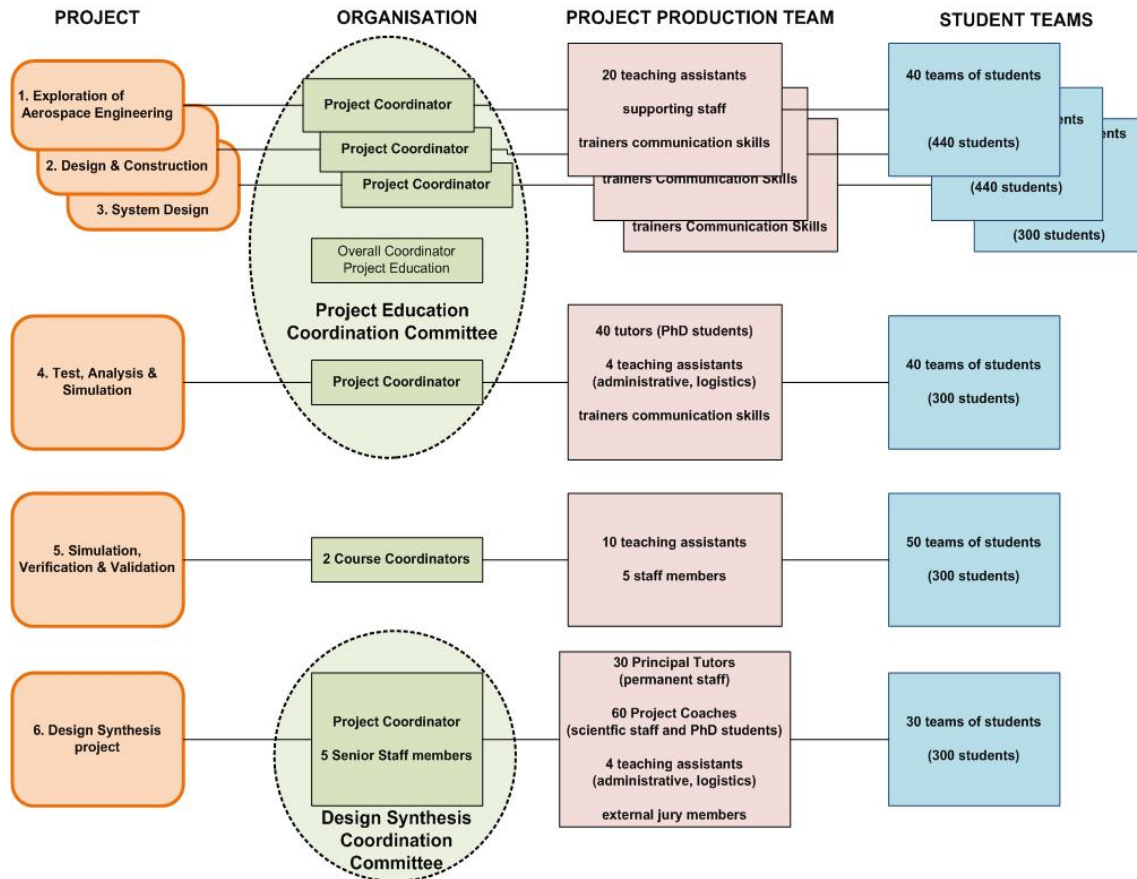 PROJECT
ORGANISATION
PROJECT PRODUCTION TEAM
STUDENT TEAMS
1. Exploration of
Aerospace Engineering
2. Design & Construction
3. System Design
Project Coordinator
Project Coordinator
Project Coordinator
Overall Coordinator
Project Education
Project Education
Coordination Committee
20 teaching assistants
supporting staff
trainers communication skills
trainers Communication Skills
trainers Communication Skills
40 teams of students
(440 students)
(440 students)
(300 students)
4. Test, Analysis &
Simulation
Project Coordinator
40 tutors (PhD students)
4 teaching assistants
(administrative, logistics)
trainers communication skills
40 teams of students
(300 students)
5. Simulation,
Verification & Validation
2 Course Coordinators
10 teaching assistants
5 staff members
50 teams of students
(300 students)
6. Design Synthesis
project
Project Coordinator
5 Senior Staff members
Design Synthesis
Coordination
Committee
30 Principal Tutors
(permanent staff)
60 Project Coaches
(scientfic staff and PhD students)
4 teaching assistants
(administrative, logistics)
external jury members
30 teams of students
(300 students)